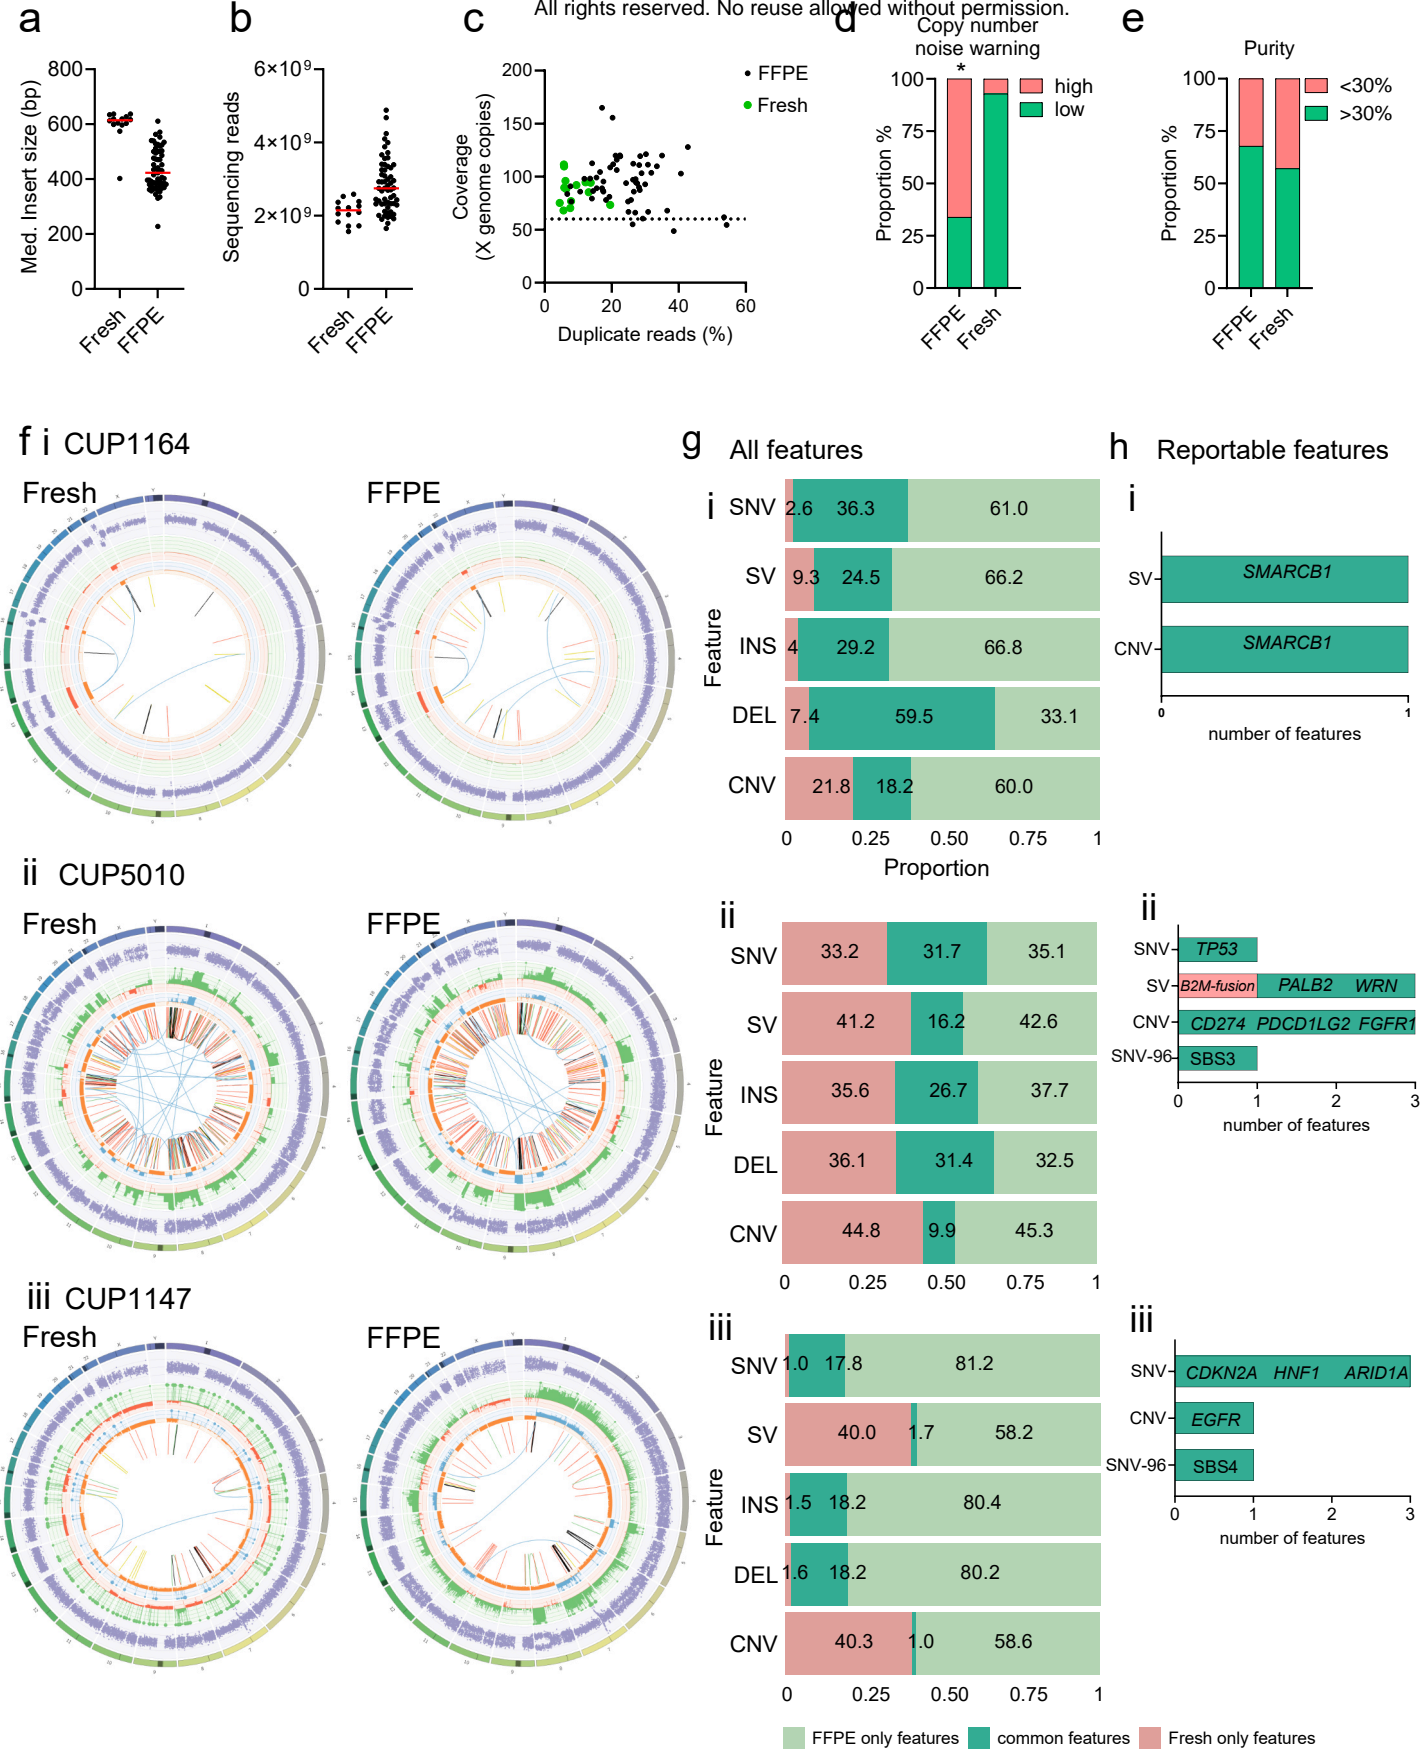 All rights reserved. No reuse allowed without permission.
a
Med. Insert size (bp)
800
600
400
200
0
Fresh
FFPE
b
Sequencing reads
6×10⁹
4×10⁹
2×10⁹
0
Fresh
FFPE
c
Coverage
(X genome copies)
200
150
100
50
0
0 20 40 60
Duplicate reads (%)
FFPE
Fresh
d
Copy number
noise warning
*
Proportion %
100
75
50
25
0
FFPE
Fresh
high
low
e
Purity
Proportion %
100
75
50
25
0
FFPE
Fresh
<30%
>30%
f i CUP1164
Fresh
FFPE
ii CUP5010
Fresh
FFPE
iii CUP1147
Fresh
FFPE
g All features
i
Feature
SNV 2.6 36.3 61.0
SV 9.3 24.5 66.2
INS 4 29.2 66.8
DEL 7.4 59.5 33.1
CNV 21.8 18.2 60.0
0 0.25 0.50 0.75 1
Proportion
ii
Feature
SNV 33.2 31.7 35.1
SV 41.2 16.2 42.6
INS 35.6 26.7 37.7
DEL 36.1 31.4 32.5
CNV 44.8 9.9 45.3
0 0.25 0.50 0.75 1
iii
Feature
SNV 1.0 17.8 81.2
SV 40.0 1.7 58.2
INS 1.5 18.2 80.4
DEL 1.6 18.2 80.2
CNV 40.3 1.0 58.6
0 0.25 0.50 0.75 1
FFPE only features common features Fresh only features
h Reportable features
i
SV SMARCB1
CNV SMARCB1
0 1
number of features
ii
SNV TP53
SV B2M-fusion PALB2 WRN
CNV CD274 PDCD1LG2 FGFR1
SNV-96 SBS3
0 1 2 3
number of features
iii
SNV CDKN2A HNF1 ARID1A
CNV EGFR
SNV-96 SBS4
0 1 2 3
number of features